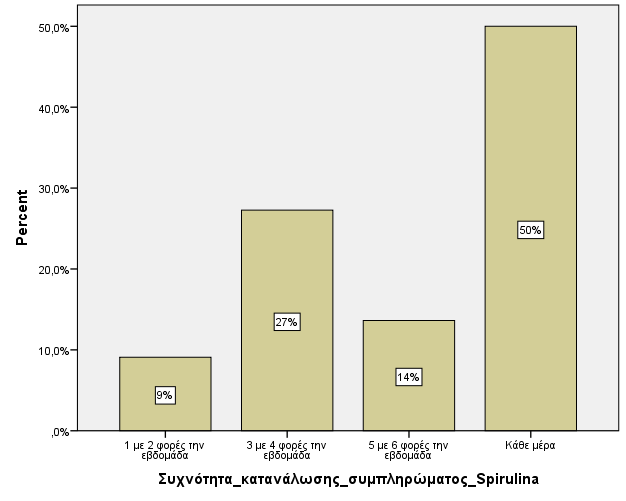 50,0%
40,0%
30,0%
20,0%
10,0%
,0%
Percent
9%
27%
14%
50%
1 με 2 φορές την
εβδομάδα
3 με 4 φορές την
εβδομάδα
5 με 6 φορές την
εβδομάδα
Κάθε μέρα
Συχνότητα_κατανάλωσης_συμπληρώματος_Spirulina